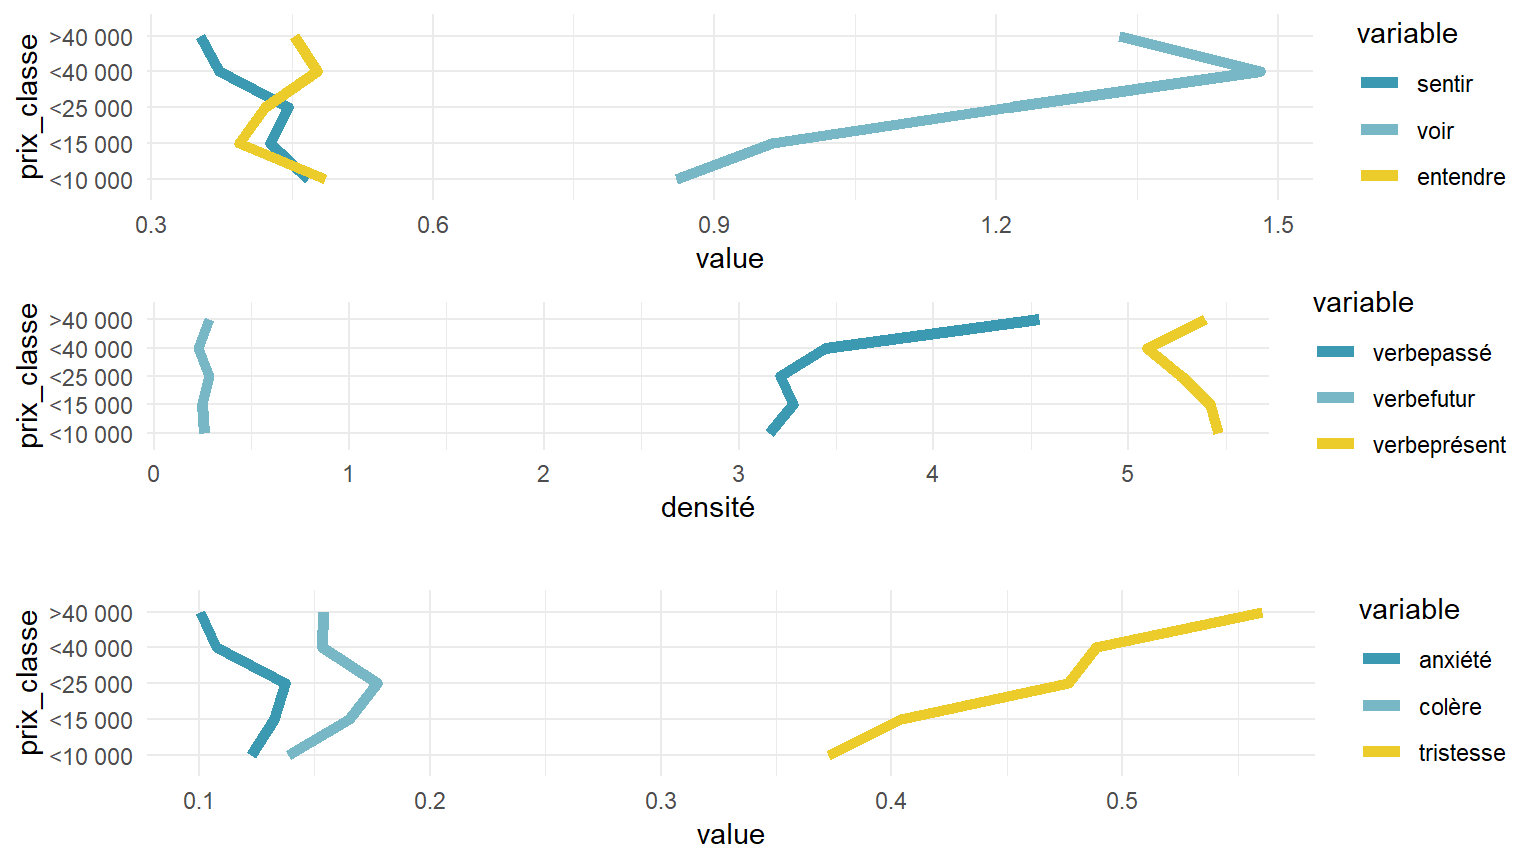 prix_classe
>40 000
<40 000
<25 000
<15 000
<10 000
0.3 0.6 0.9 1.2 1.5
value
variable
sentir
voir
entendre
prix_classe
>40 000
<40 000
<25 000
<15 000
<10 000
0 1 2 3 4 5
densité
variable
verbepassé
verbefutur
verbeprésent
prix_classe
>40 000
<40 000
<25 000
<15 000
<10 000
0.1 0.2 0.3 0.4 0.5
value
variable
anxiété
colère
tristesse